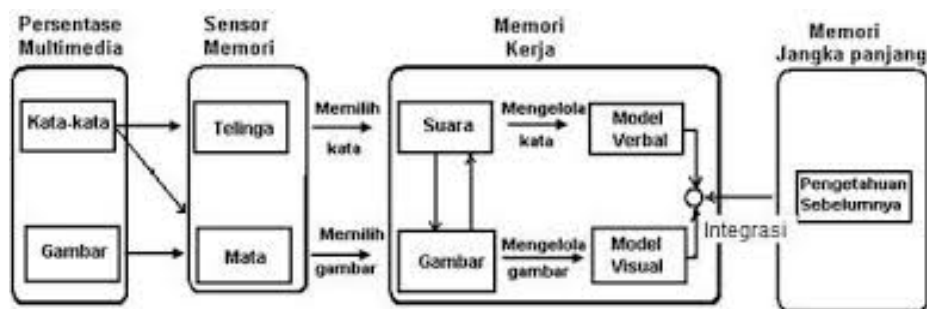 Persentase
Multimedia
Sensor
Memori
Memori
Kerja
Memori
Jangka panjang
Kata-kata
Telinga
Memilih
kata
Suara
Mengelola
kata
Model
Verbal
Pengetahuan
Sebelumnya
Integrasi
Gambar
Mata
Memilih
gambar
Gambar
Mengelola
gambar
Model
Visual